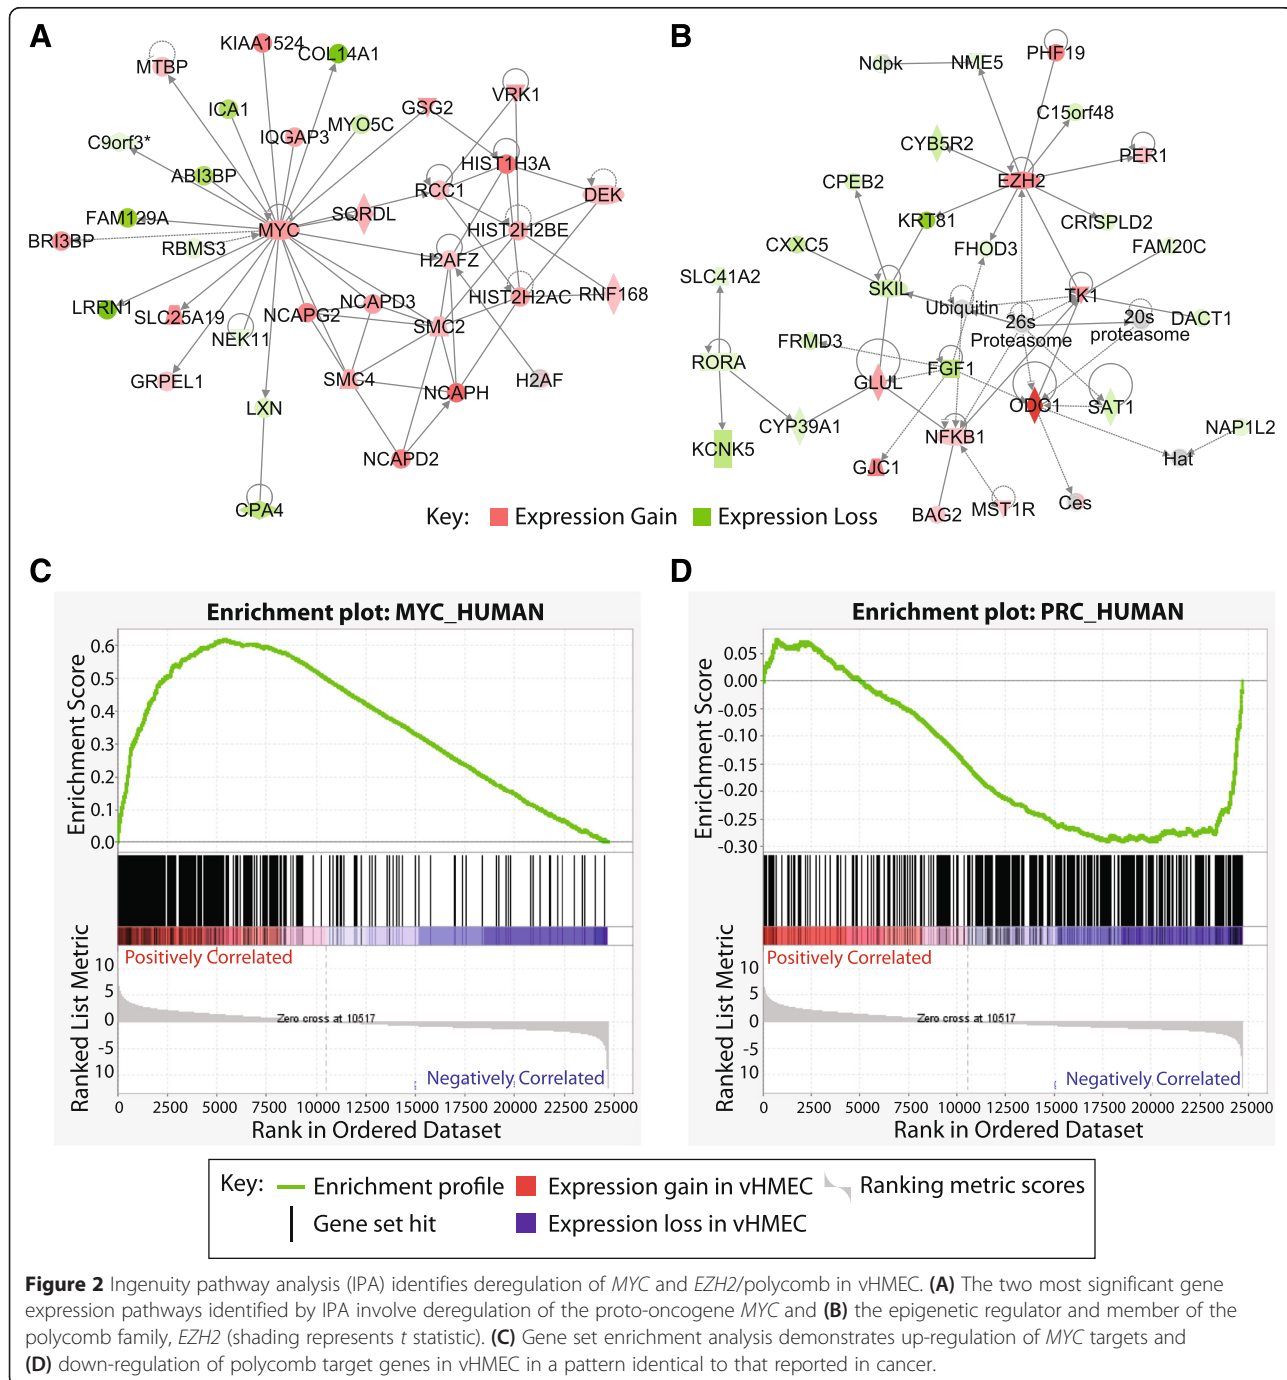 A
KIAA1524
COL14A1
MTBP
VRK1
ICA1
GSG2
MYO5C
IQGAP3
C9orf3*
HIST1H3A
ABI3BP
RCC1
DEK
SQRDL
FAM129A
MYC
HIST2H2BE
BRI3BP
RBMS3
H2AFZ
HIST2H2AC
RNF168
NCAPD3
LRRN1
SLC25A19
NCAPG2
SMC2
NEK11
GRPEL1
SMC4
NCAPH
H2AF
LXN
NCAPD2
CPA4
B
PHF19
Ndpk
NME5
C15orf48
CYB5R2
PER1
CPEB2
EZH2
KRT81
CRISPLD2
CXXC5
FHOD3
FAM20C
SLC41A2
SKIL
TK1
Ubiquitin
26s
Proteasome
20s
proteasome
DACT1
FRMD3
RORA
FGF1
GLUL
ODC1
SAT1
CYP39A1
NFKB1
NAP1L2
KCNK5
GJC1
Hat
BAG2
MST1R
Ces
Key: Expression Gain Expression Loss
C
Enrichment plot: MYC_HUMAN
Enrichment Score
0.6
0.5
0.4
0.3
0.2
0.1
0.0
Positively Correlated
Ranked List Metric
10
5
0
-5
10
Zero cross at 10517
Negatively Correlated
0 5000 7500 10000 12500 15000 17500 20000 22500 25000
Rank in Ordered Dataset
D
Enrichment plot: PRC_HUMAN
Enrichment Score
0.05
0.00
-0.05
-0.10
-0.15
-0.20
-0.25
-0.30
Positively Correlated
Ranked List Metric
10
5
0
-5
10
Zero cross at 10517
Negatively Correlated
0 2500 5000 7500 10000 12500 15000 17500 20000 22500 25000
Rank in Ordered Dataset
Key: Enrichment profile Expression gain in vHMEC Ranking metric scores
Gene set hit Expression loss in vHMEC
Figure 2 Ingenuity pathway analysis (IPA) identifies deregulation of MYC and EZH2/polycomb in vHMEC. (A) The two most significant gene
expression pathways identified by IPA involve deregulation of the proto-oncogene MYC and (B) the epigenetic regulator and member of the
polycomb family, EZH2 (shading represents t statistic). (C) Gene set enrichment analysis demonstrates up-regulation of MYC targets and
(D) down-regulation of polycomb target genes in vHMEC in a pattern identical to that reported in cancer.